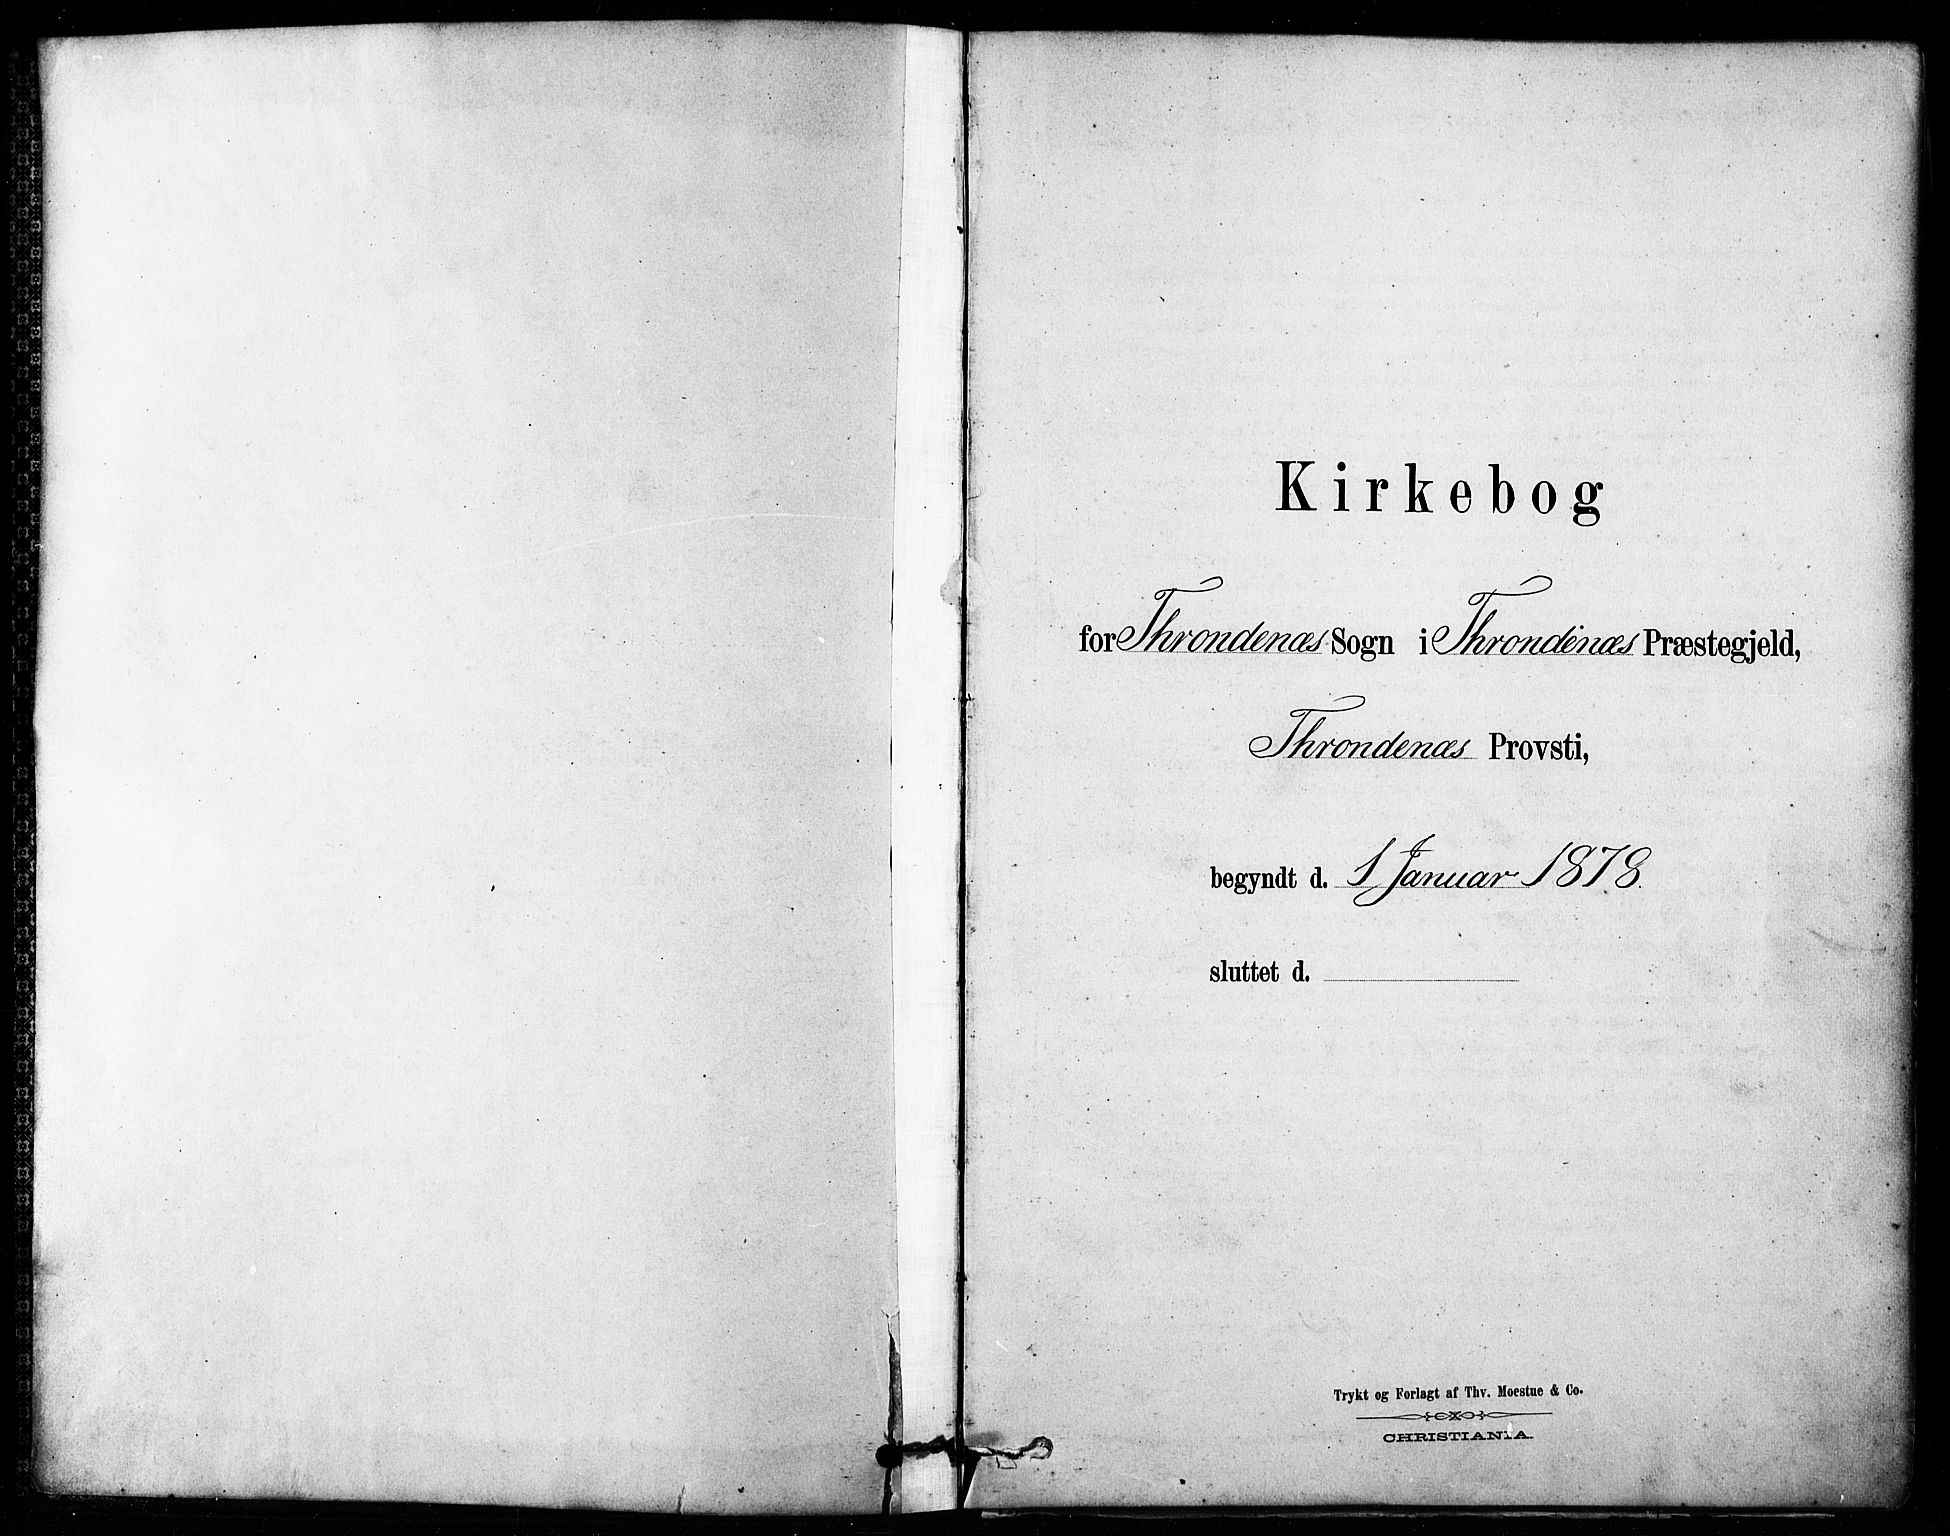 Kirkebog
for Throndenæs Sogn i Throndenæs Præstegjeld,
Throndenæs Provsti,
begyndt d. 1 Januar 1878.
sluttet d.
Trykt og Forlagt af Thv. Moestue & Co.
CHRISTIANIA.